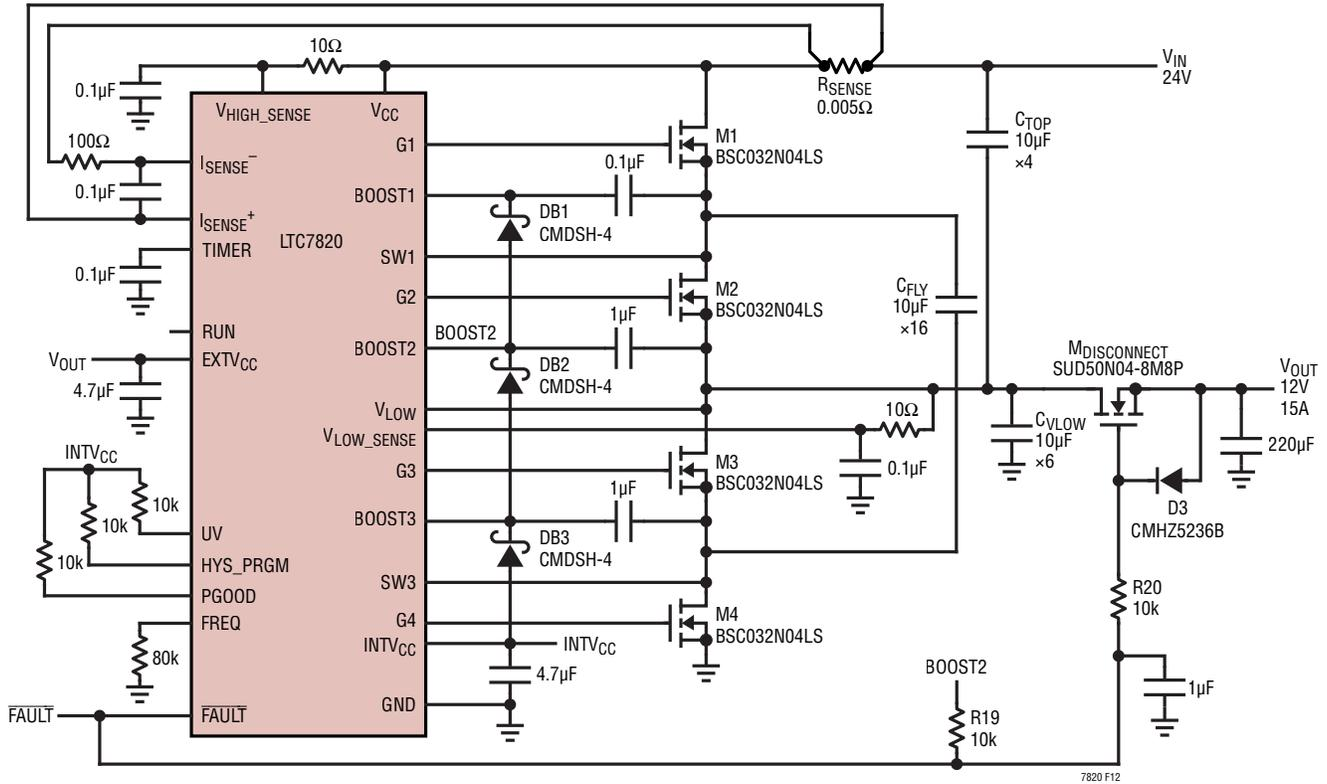 10Ω
V_IN
24V
R_SENSE
0.005Ω
0.1µF
V_HIGH_SENSE
V_CC
C_TOP
10µF
×4
100Ω
G1
M1
BSC032N04LS
I_SENSE⁻
0.1µF
0.1µF
BOOST1
I_SENSE⁺
DB1
CMDSH-4
LTC7820
TIMER
SW1
0.1µF
G2
M2
BSC032N04LS
C_FLY
10µF
×16
1µF
RUN
BOOST2
BOOST2
V_OUT
EXTV_CC
DB2
CMDSH-4
M_DISCONNECT
SUD50N04-8M8P
V_OUT
12V
15A
4.7µF
V_LOW
10Ω
V_LOW_SENSE
C_VLOW
10µF
×6
220µF
INTV_CC
G3
M3
BSC032N04LS
0.1µF
1µF
10k
10k
10k
BOOST3
UV
DB3
CMDSH-4
D3
CMHZ5236B
HYS_PRGM
SW3
PGOOD
R20
10k
FREQ
G4
M4
BSC032N04LS
INTV_CC
INTV_CC
80k
4.7µF
BOOST2
1µF
GND
FAULT
FAULT
R19
10k
7820 F12